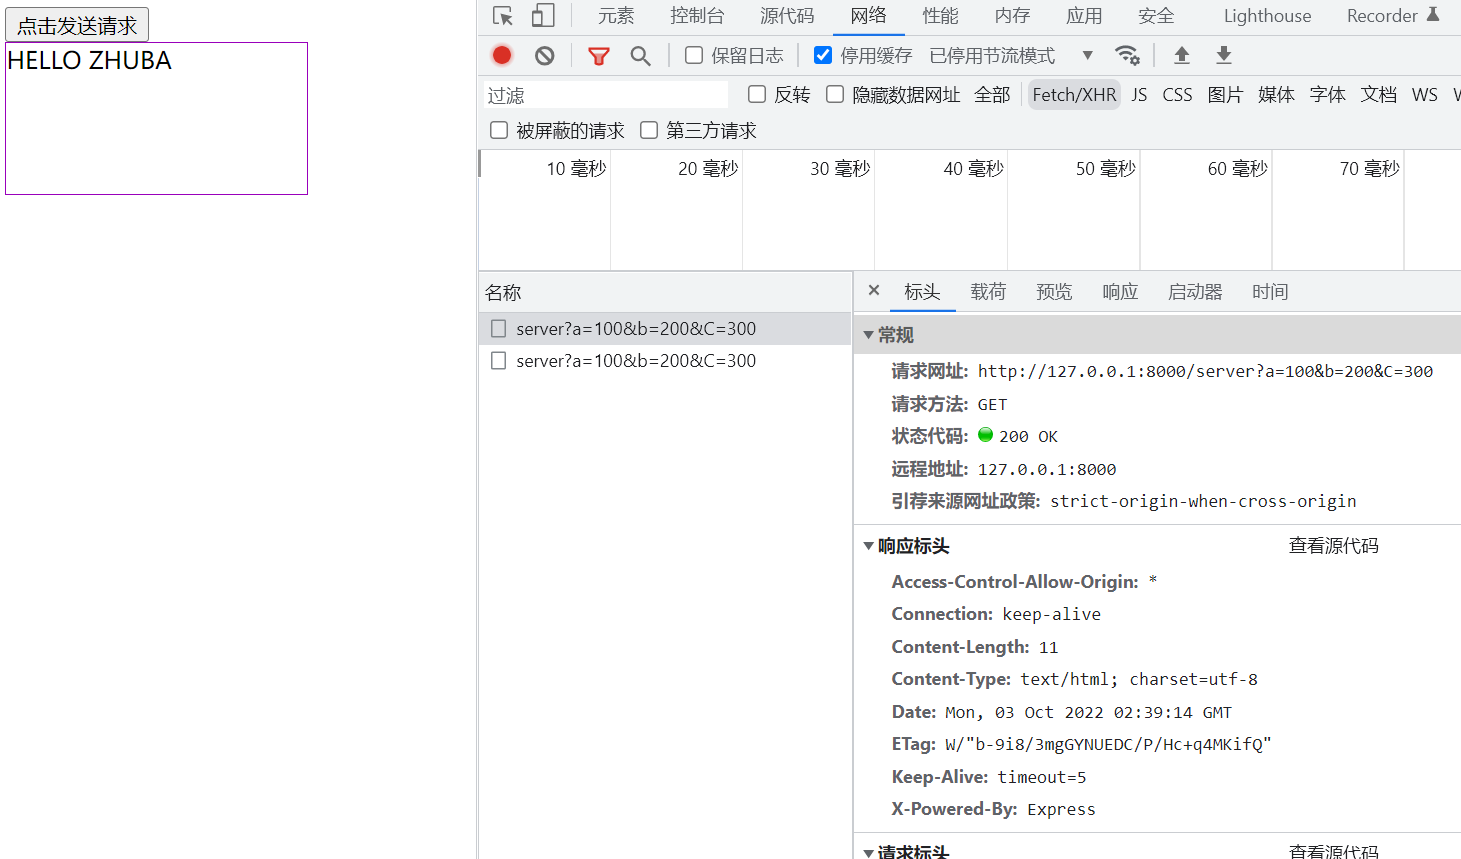 点击发送请求
HELLO ZHUBA
元素 控制台 源代码 网络 性能 内存 应用 安全 Lighthouse Recorder
保留日志 停用缓存 已停用节流模式
过滤 反转 隐藏数据网址 全部 Fetch/XHR JS CSS 图片 媒体 字体 文档 WS
被屏蔽的请求 第三方请求
10 毫秒 20 毫秒 30 毫秒 40 毫秒 50 毫秒 60 毫秒 70 毫秒
名称
server?a=100&b=200&C=300
server?a=100&b=200&C=300
× 标头 载荷 预览 响应 启动器 时间
常规
请求网址: http://127.0.0.1:8000/server?a=100&b=200&C=300
请求方法: GET
状态代码: 200 OK
远程地址: 127.0.0.1:8000
引荐来源网址政策: strict-origin-when-cross-origin
响应标头 查看源代码
Access-Control-Allow-Origin: *
Connection: keep-alive
Content-Length: 11
Content-Type: text/html; charset=utf-8
Date: Mon, 03 Oct 2022 02:39:14 GMT
ETag: W/"b-9i8/3mgGYNUEDC/P/Hc+q4MKifQ"
Keep-Alive: timeout=5
X-Powered-By: Express
请求标头 查看源代码